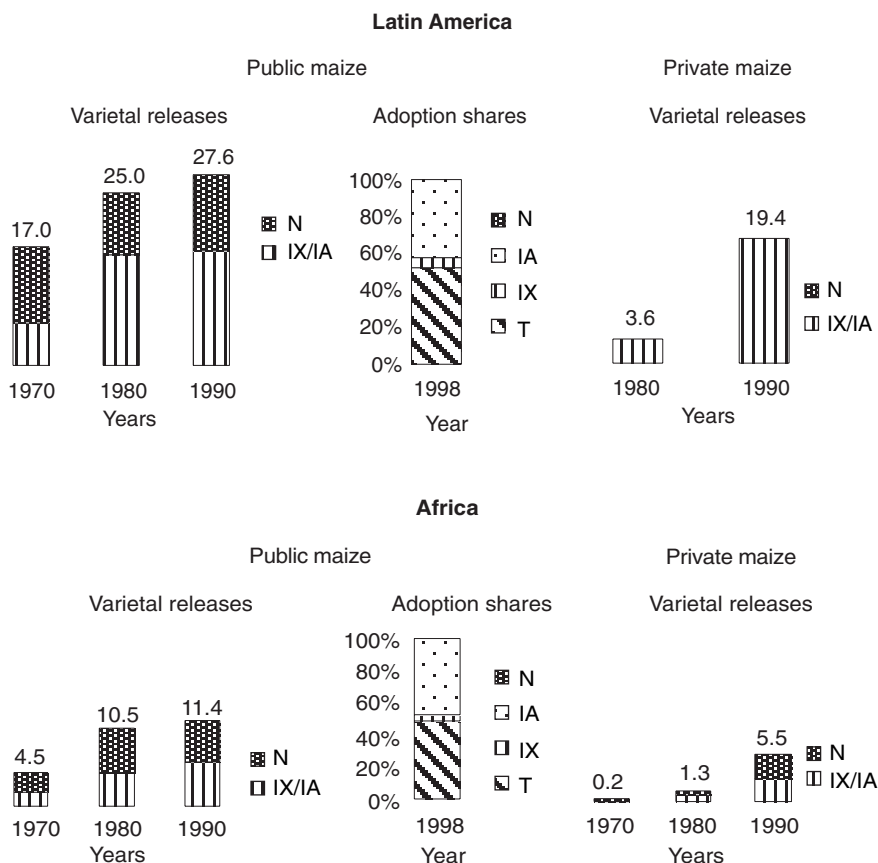 Latin America
Public maize
Private maize
Varietal releases
Adoption shares
Varietal releases
17.0
25.0
27.6
N
IX/IA
1970
1980
1990
Years
100%
80%
60%
40%
20%
0%
N
IA
IX
T
1998
Year
3.6
19.4
N
IX/IA
1980
1990
Years
Africa
Public maize
Private maize
Varietal releases
Adoption shares
Varietal releases
4.5
10.5
11.4
N
IX/IA
1970
1980
1990
Years
100%
80%
60%
40%
20%
0%
N
IA
IX
T
1998
Year
0.2
1.3
5.5
N
IX/IA
1970
1980
1990
Years